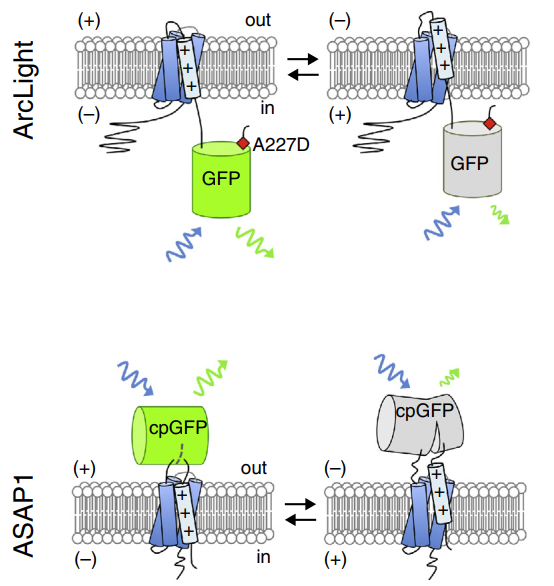 ArcLight
(+)
out
(-)
+
+
+
+
+
+
(-)
in
(+)
A227D
GFP
GFP
ASAP1
cpGFP
cpGFP
(+)
out
(-)
+
+
+
+
+
+
(-)
in
(+)